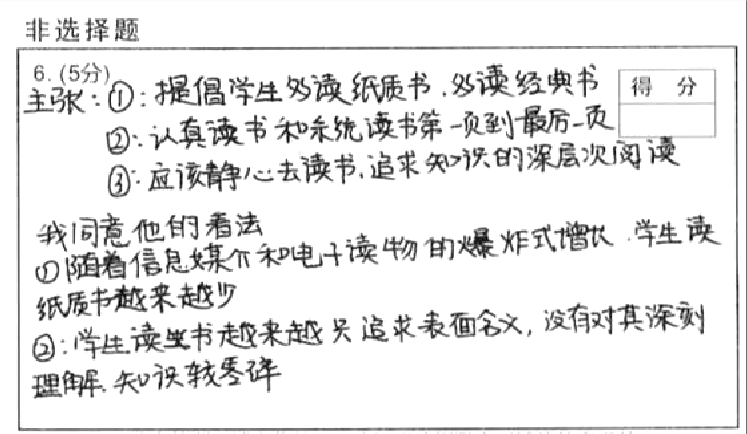 非选择题
6. (5分)
得 分
主张：①：提倡学生多读纸质书，多读经典书
②：认真读书和系统读书第一页到最后一页
③：应该静心去读书，追求知识的深层次阅读
我同意他的看法
①随着信息媒介和电子读物的爆炸式增长，学生读
纸质书越来越少
②：学生读书越来越只追求表面含义，没有对其深刻
理解，知识较零碎